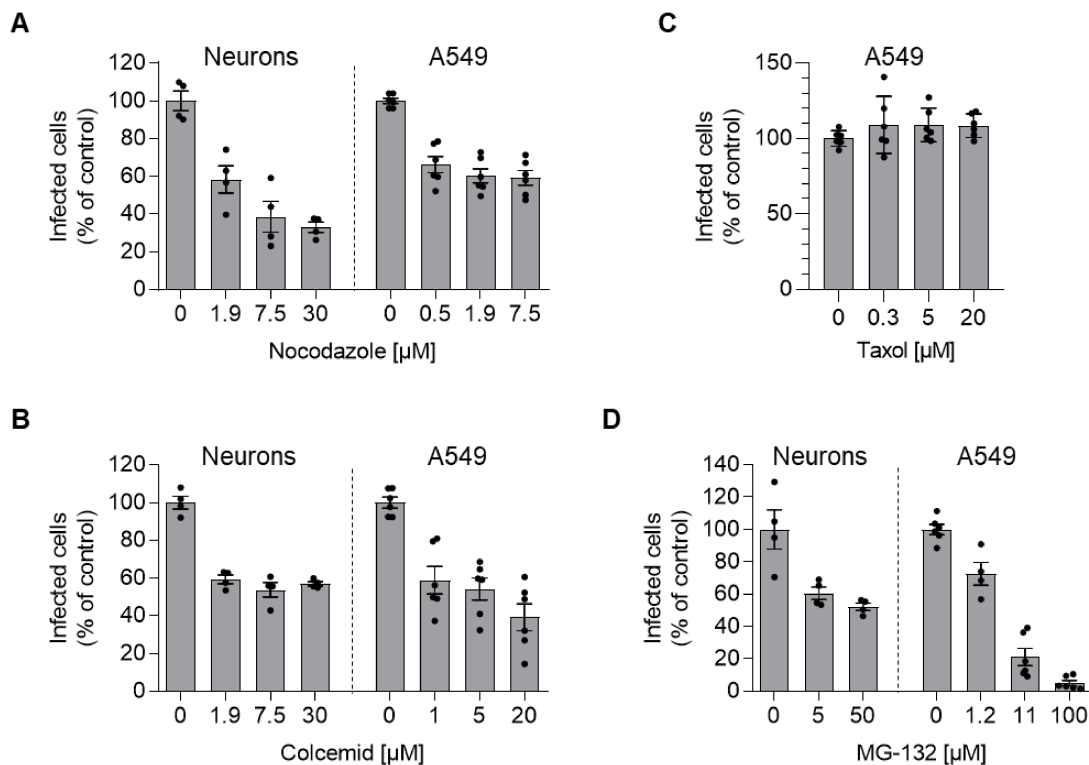 A
Neurons
A549
Infected cells
(% of control)
120
100
80
60
40
20
0
0 1.9 7.5 30 0 0.5 1.9 7.5
Nocodazole [µM]
C
A549
Infected cells
(% of control)
150
100
50
0
0 0.3 5 20
Taxol [µM]
B
Neurons
A549
Infected cells
(% of control)
120
100
80
60
40
20
0
0 1.9 7.5 30 0 1 5 20
Colcemid [µM]
D
Neurons
A549
Infected cells
(% of control)
140
120
100
80
60
40
20
0
0 5 50 0 1.2 11 100
MG-132 [µM]